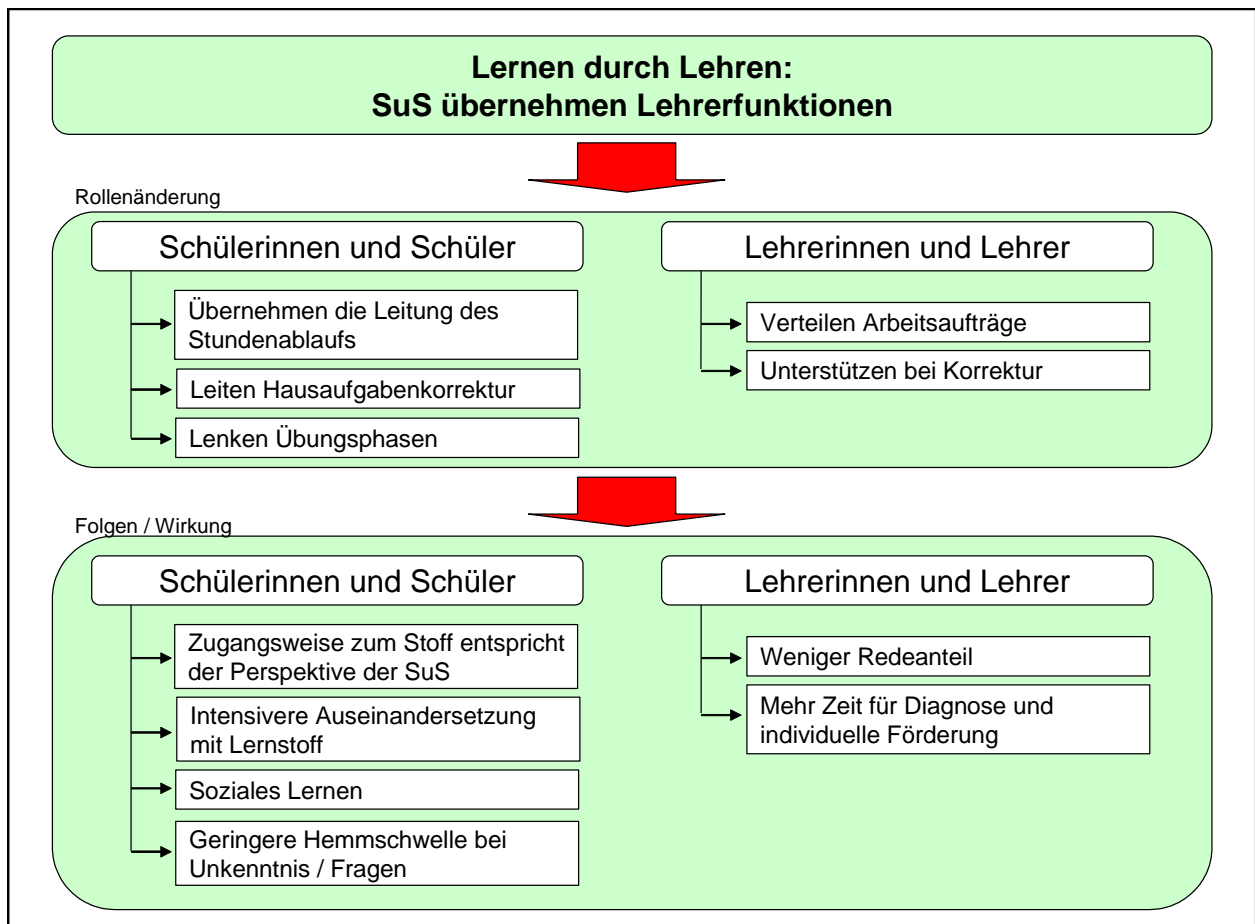 Lernen durch Lehren:
SuS übernehmen Lehrerfunktionen
Rollenänderung
Schülerinnen und Schüler
Übernehmen die Leitung des
Stundenablaufs
Leiten Hausaufgabenkorrektur
Lenken Übungsphasen
Lehrerinnen und Lehrer
Verteilen Arbeitsaufträge
Unterstützen bei Korrektur
Folgen / Wirkung
Schülerinnen und Schüler
Zugangsweise zum Stoff entspricht
der Perspektive der SuS
Intensivere Auseinandersetzung
mit Lernstoff
Soziales Lernen
Geringere Hemmschwelle bei
Unkenntnis / Fragen
Lehrerinnen und Lehrer
Weniger Redeanteil
Mehr Zeit für Diagnose und
individuelle Förderung